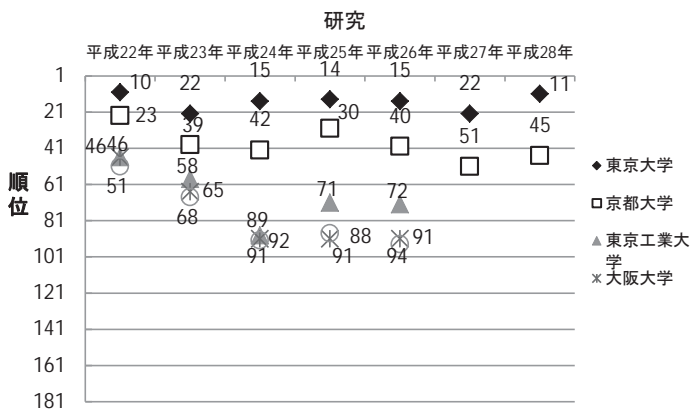 研究
平成22年 平成23年 平成24年 平成25年 平成26年 平成27年 平成28年
順位
1
21
41
61
81
101
121
141
161
181
10 22 15 14 15 22 11
23 39 42 30 40 51 45
46 46 58 89 71 72
65 92 91 91
51 68 91 88 94
東京大学
京都大学
東京工業大
学
大阪大学